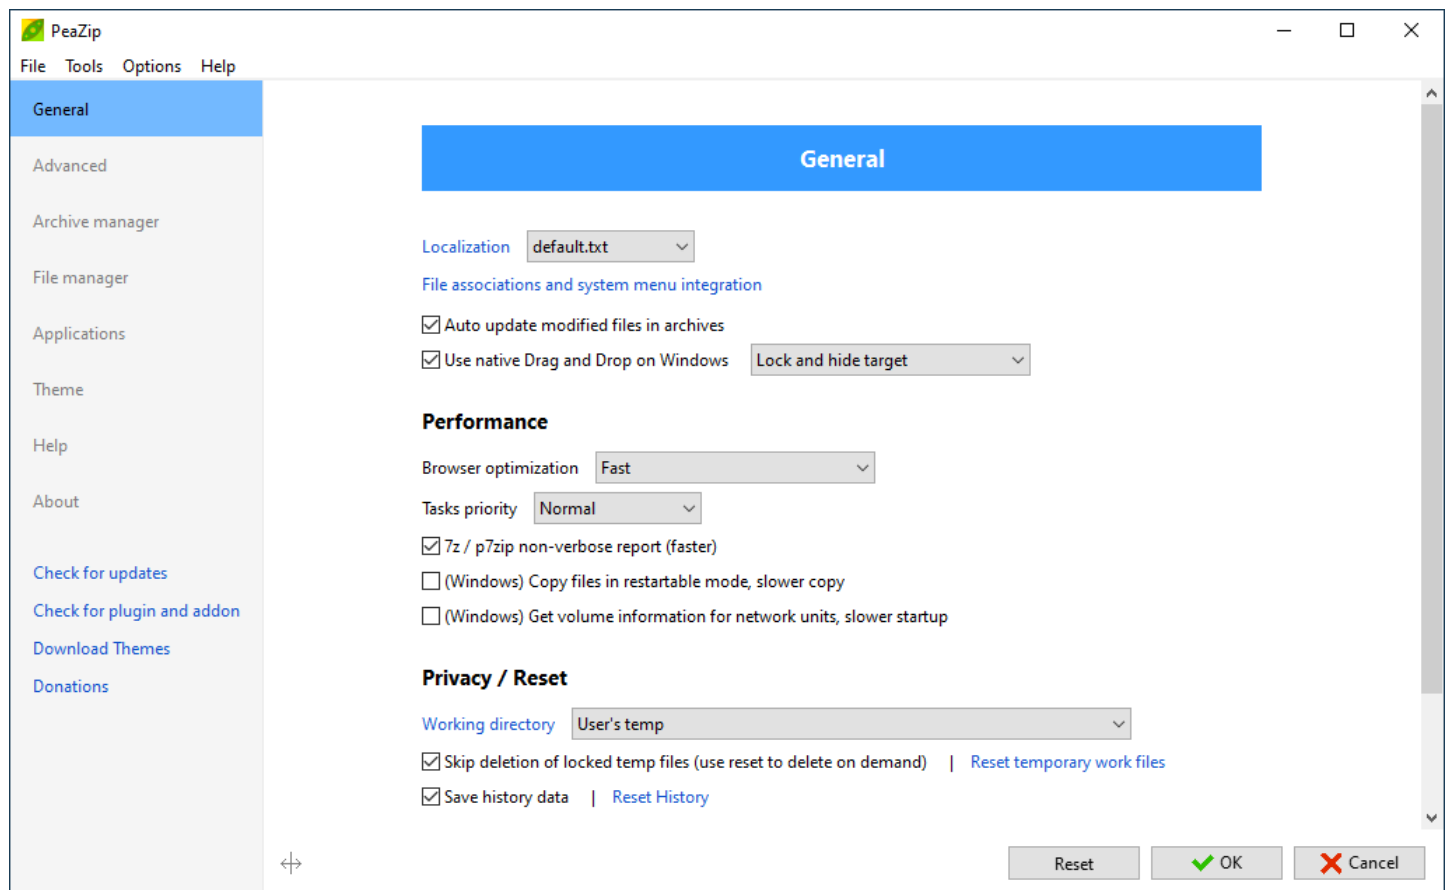 PeaZip
File Tools Options Help
General
Advanced
Archive manager
File manager
Applications
Theme
Help
About
Check for updates
Check for plugin and addon
Download Themes
Donations
General
Localization default.txt
File associations and system menu integration
Auto update modified files in archives
Use native Drag and Drop on Windows Lock and hide target
Performance
Browser optimization Fast
Tasks priority Normal
7z / p7zip non-verbose report (faster)
(Windows) Copy files in restartable mode, slower copy
(Windows) Get volume information for network units, slower startup
Privacy / Reset
Working directory User's temp
Skip deletion of locked temp files (use reset to delete on demand) | Reset temporary work files
Save history data | Reset History
Reset OK Cancel